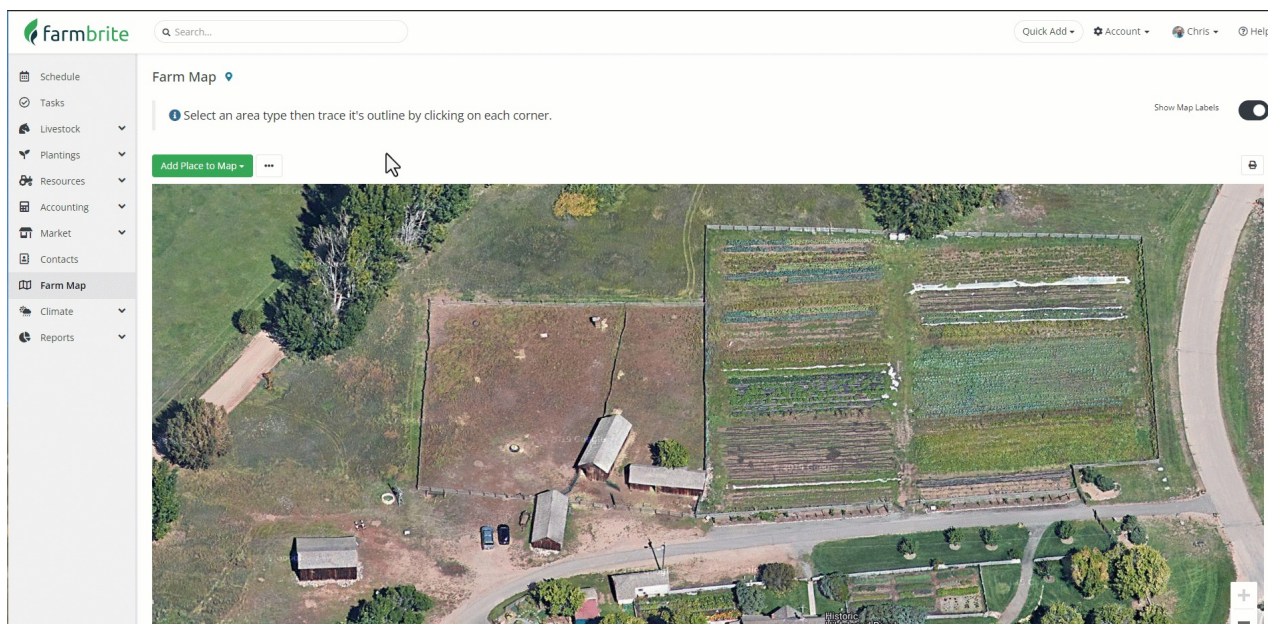 farmbrite
Search...
Quick Add
Account
Chris
Help
Schedule
Tasks
Livestock
Plantings
Resources
Accounting
Market
Contacts
Farm Map
Climate
Reports
Farm Map
Select an area type then trace it's outline by clicking on each corner.
Show Map Labels
Add Place to Map
Historic